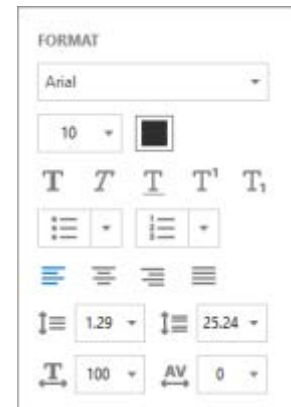 FORMAT
Arial
10
T T T T¹ T₁
1.29 25.24
T 100 AV 0